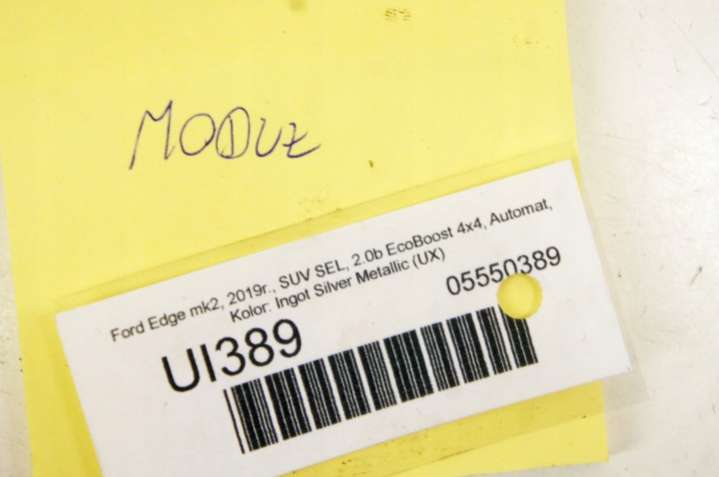 MODUŁ
Ford Edge mk2, 2019r., SUV SEL, 2.0b EcoBoost 4x4, Automat,
Kolor: Ingot Silver Metallic (UX)
05550389
UI389